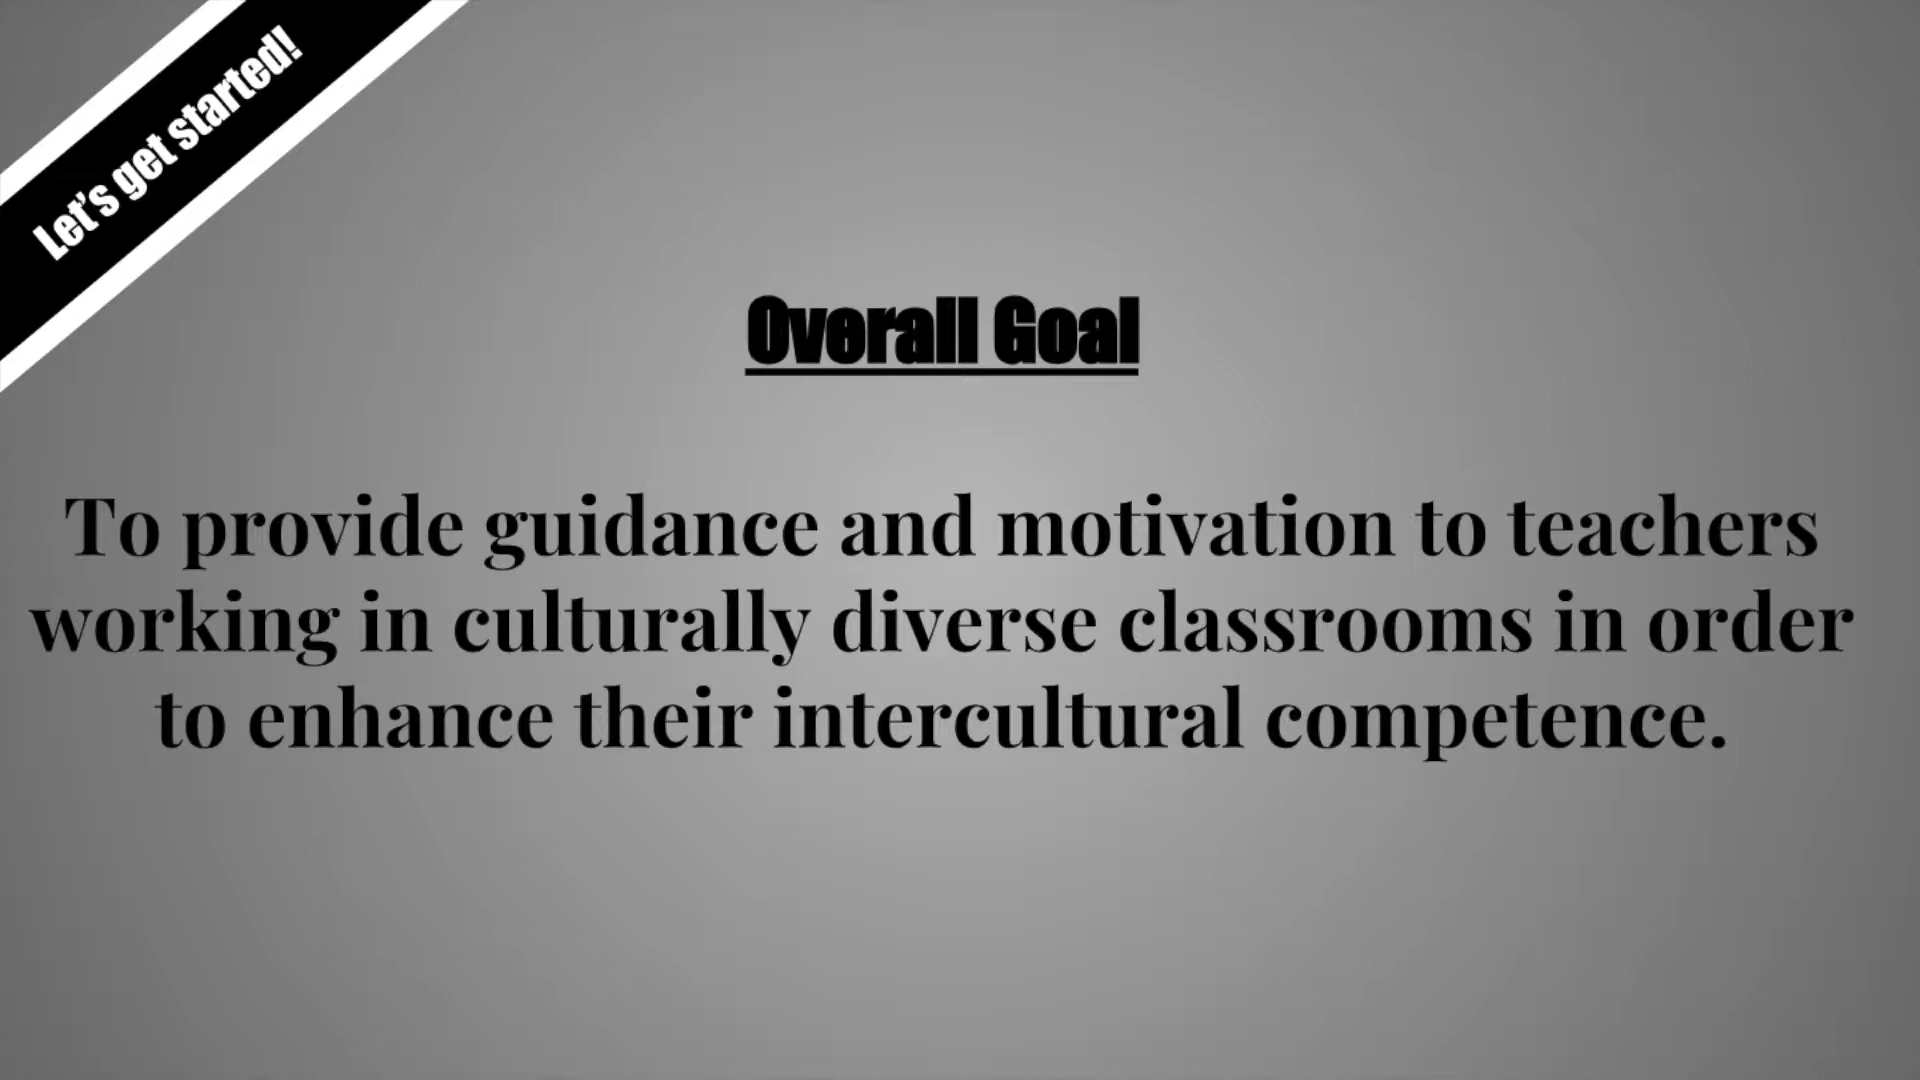 Let's get started!
Overall Goal
To provide guidance and motivation to teachers
working in culturally diverse classrooms in order
to enhance their intercultural competence.